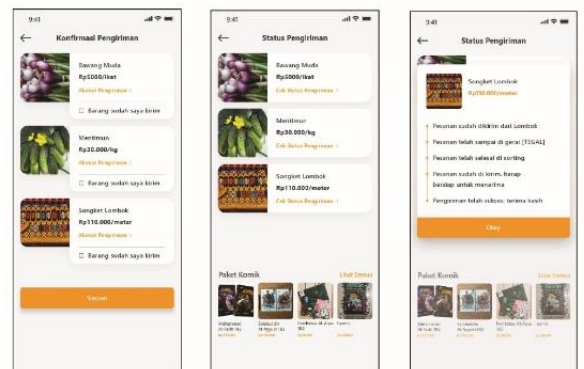 9:41
Konfirmasi Pengiriman
Bawang Muda
Rp5000/ikat
Alamat Pengiriman >
Barang sudah saya kirim
Mentimun
Rp30.000/kg
Alamat Pengiriman >
Barang sudah saya kirim
Songket Lombok
Rp110.000/meter
Alamat Pengiriman >
Barang sudah saya kirim
Simpan
9:41
Status Pengiriman
Bawang Muda
Rp5000/ikat
Cek Status Pengiriman >
Mentimun
Rp30.000/kg
Cek Status Pengiriman >
Songket Lombok
Rp110.000/meter
Cek Status Pengiriman >
Paket Komik
Lihat Semua
Muhammad
9:41
Status Pengiriman
Songket Lombok
Pesanan sudah dikirim dari Lombok
Pesanan telah sampai di gerai [TEGAL]
Pesanan telah selesai di sorting
Pesanan sudah di kirim, harap
bersiap untuk menerima
Pengiriman telah sukses, terima kasih
Okay
Paket Komik
Lihat Semua
Muhammad